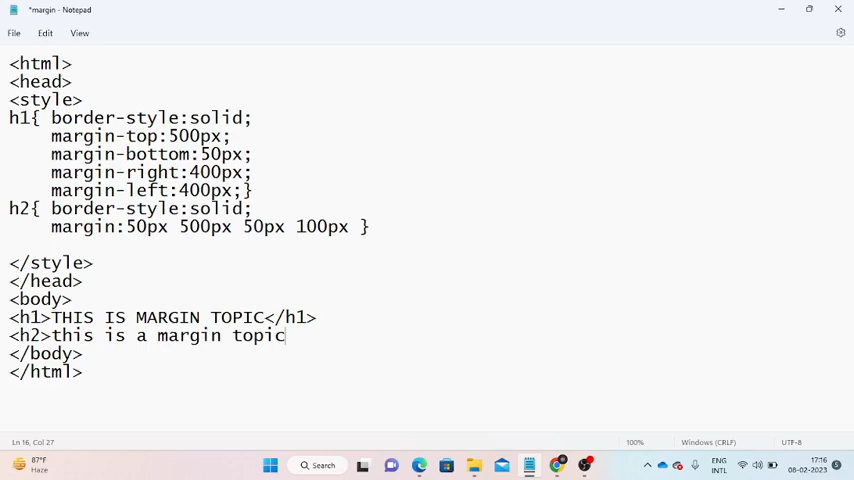 *margin - Notepad
File Edit View
<html>
<head>
<style>
h1{ border-style:solid;
margin-top:500px;
margin-bottom:50px;
margin-right:400px;
margin-left:400px;}
h2{ border-style:solid;
margin:50px 500px 50px 100px }
</style>
</head>
<body>
<h1>THIS IS MARGIN TOPIC</h1>
<h2>this is a margin topic
</body>
</html>
Ln 16, Col 27 100% Windows (CRLF) UTF-8
87°F
Haze
Search
ENG
INTL
17:16
08-02-2023
5